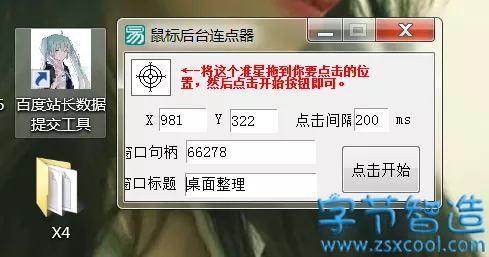 易 鼠标后台连点器
<--将这个准星拖到你要点击的位
置，然后点击开始按钮即可。
X 981 Y 322 点击间隔 200 ms
窗口句柄 66278
点击开始
窗口标题 桌面整理
百度站长数据
提交工具
X4
字节智造
www.zsxcool.com